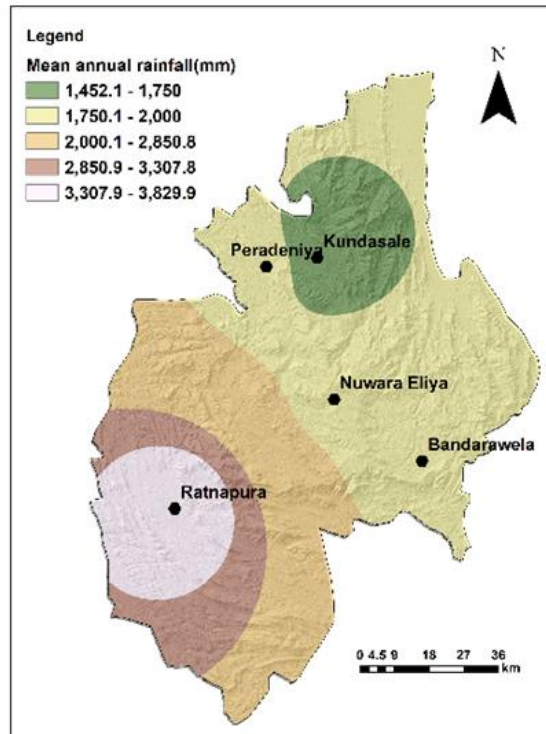 Legend
Mean annual rainfall(mm)
1,452.1 - 1,750
1,750.1 - 2,000
2,000.1 - 2,850.8
2,850.9 - 3,307.8
3,307.9 - 3,829.9
N
Peradeniya
Kundasale
Nuwara Eliya
Bandarawela
Ratnapura
0 4.5 9 18 27 36
km